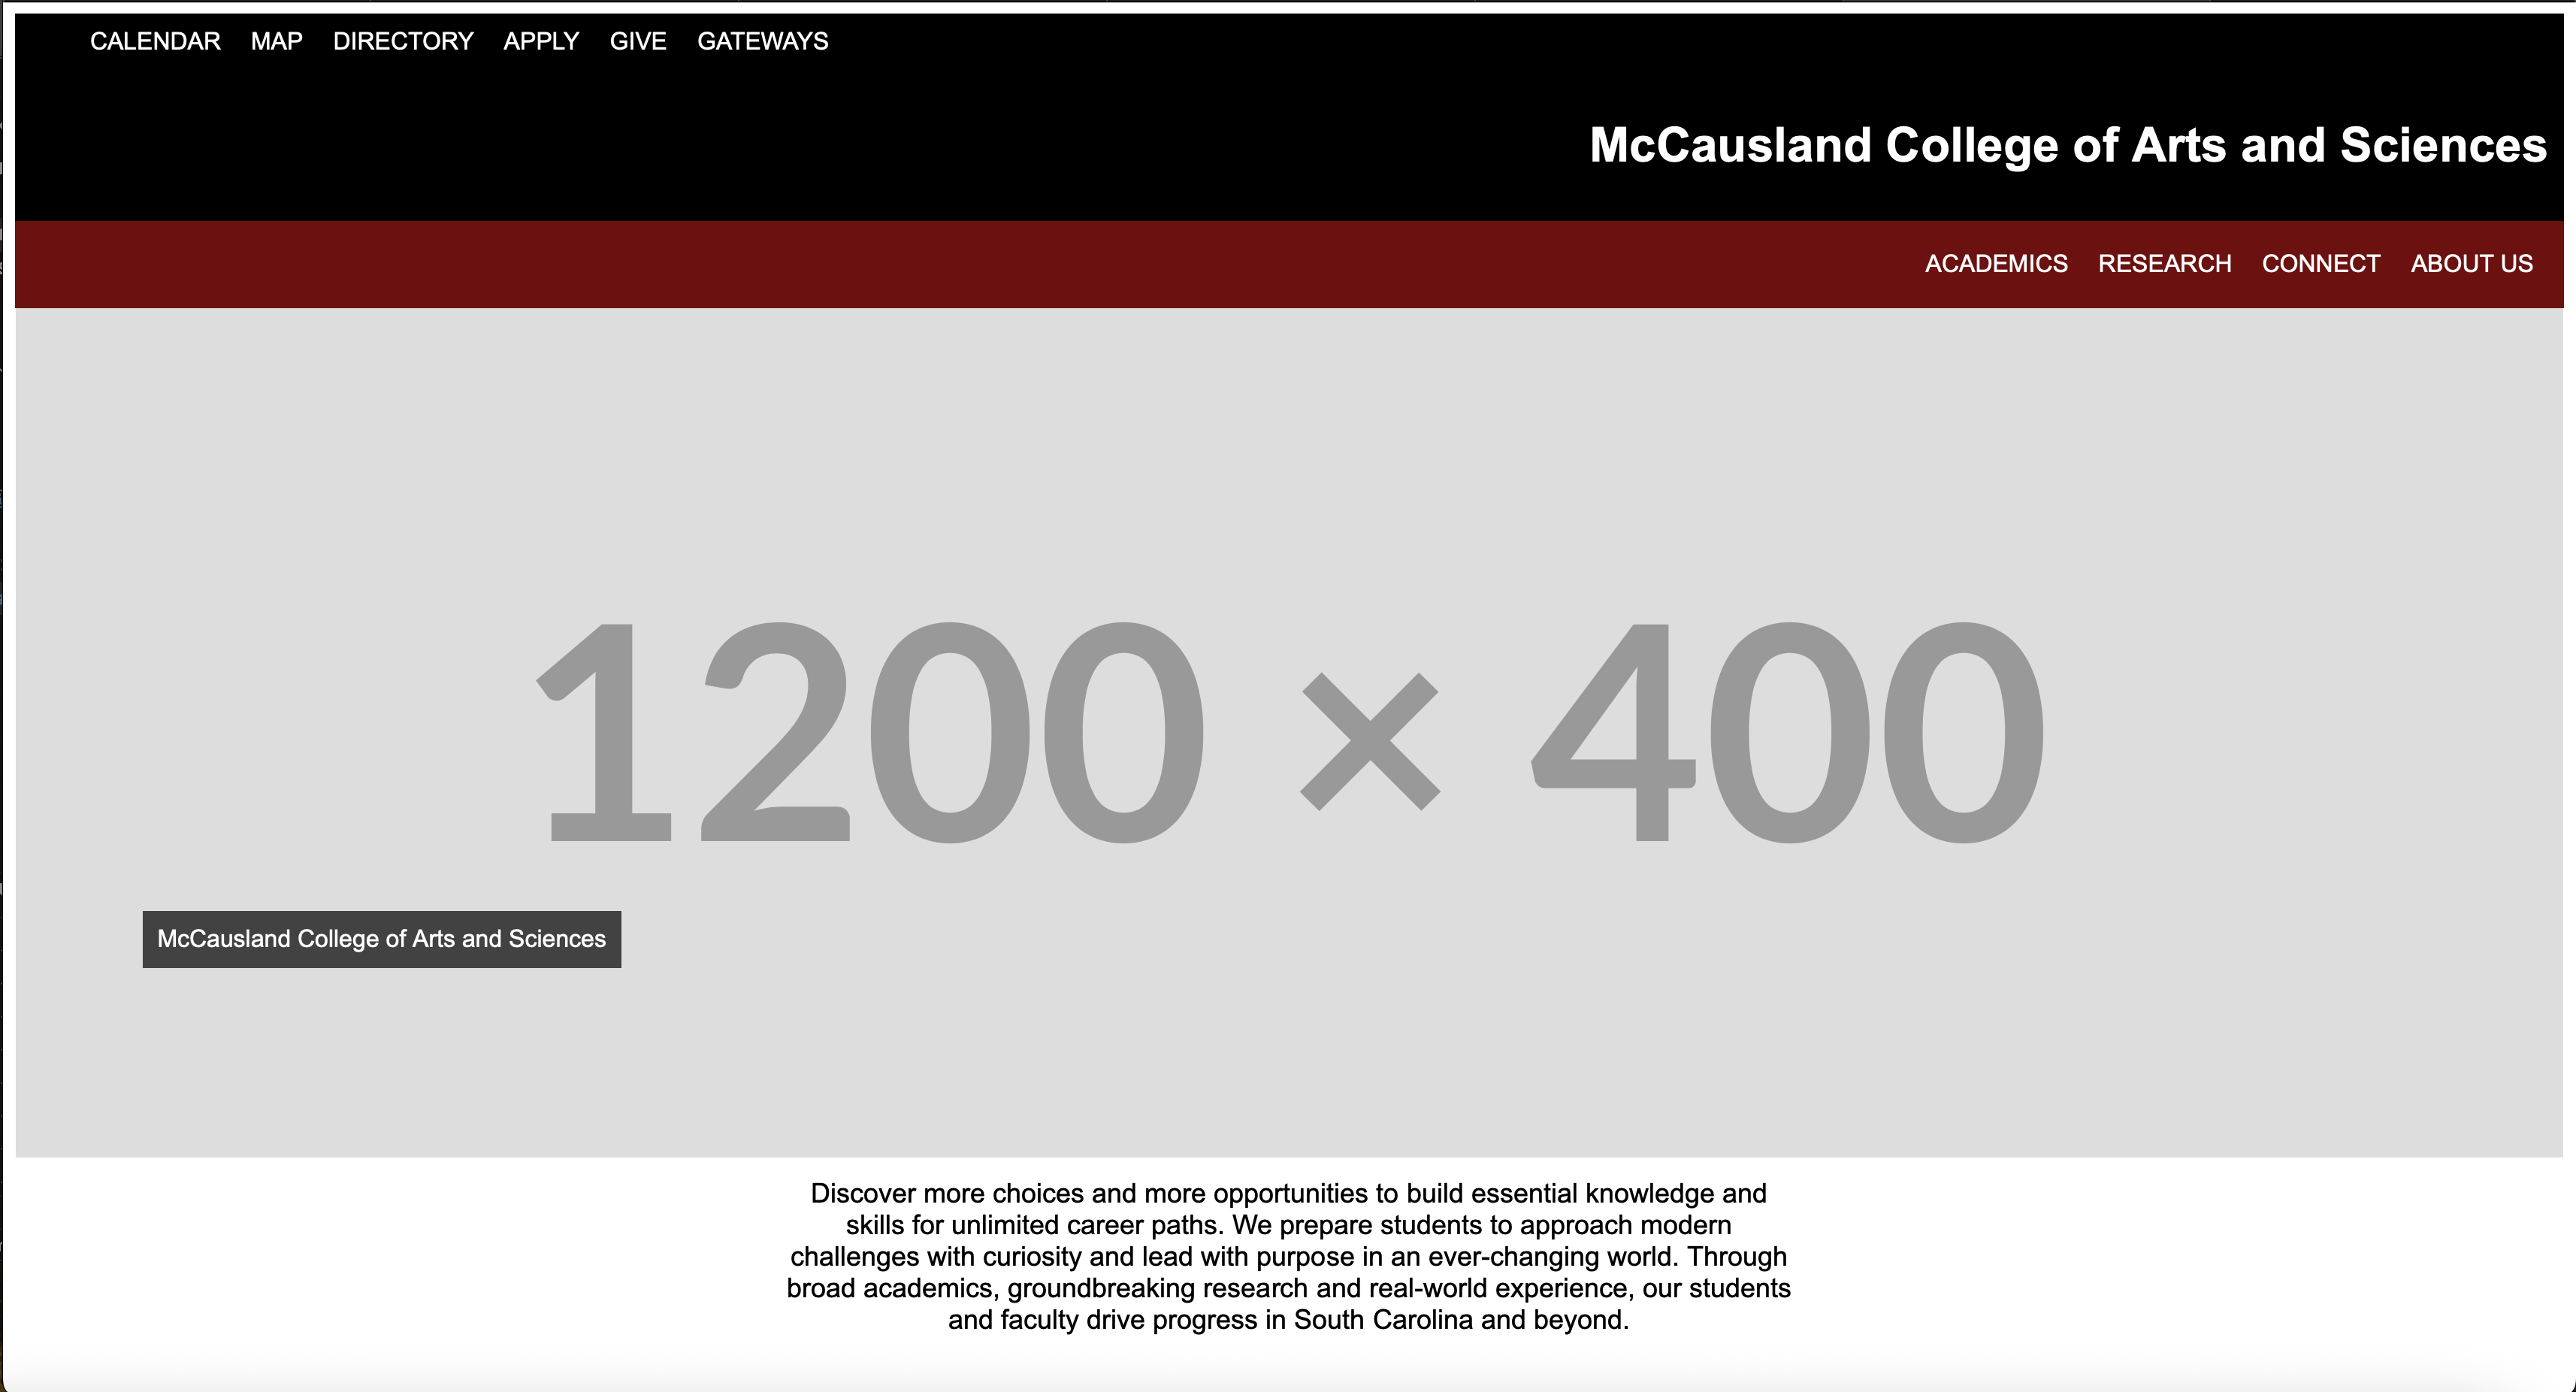 CALENDAR MAP DIRECTORY APPLY GIVE GATEWAYS
McCausland College of Arts and Sciences
ACADEMICS RESEARCH CONNECT ABOUT US
1200 × 400
McCausland College of Arts and Sciences
Discover more choices and more opportunities to build essential knowledge and
skills for unlimited career paths. We prepare students to approach modern
challenges with curiosity and lead with purpose in an ever-changing world. Through
broad academics, groundbreaking research and real-world experience, our students
and faculty drive progress in South Carolina and beyond.